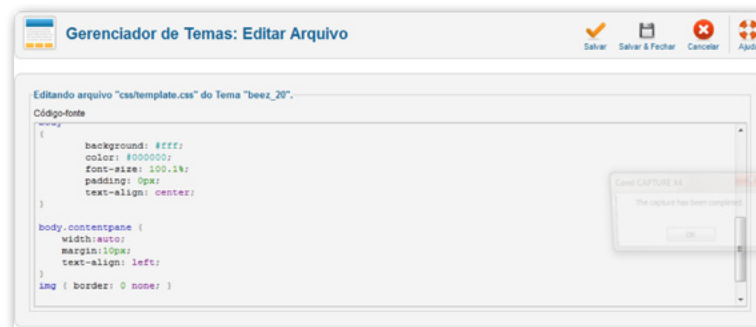 Gerenciador de Temas: Editar Arquivo
Salvar
Salvar & Fechar
Cancelar
Ajuda
Editando arquivo "css/template.css" do Tema "beez_20".
Código-fonte
body
{
background: #fff;
color: #000000;
font-size: 100.1%;
padding: 0px;
text-align: center;
}
body.contentpane {
width:auto;
margin:10px;
text-align: left;
}
img { border: 0 none; }
Corel CAPTURE X4
The capture has been completed.
OK